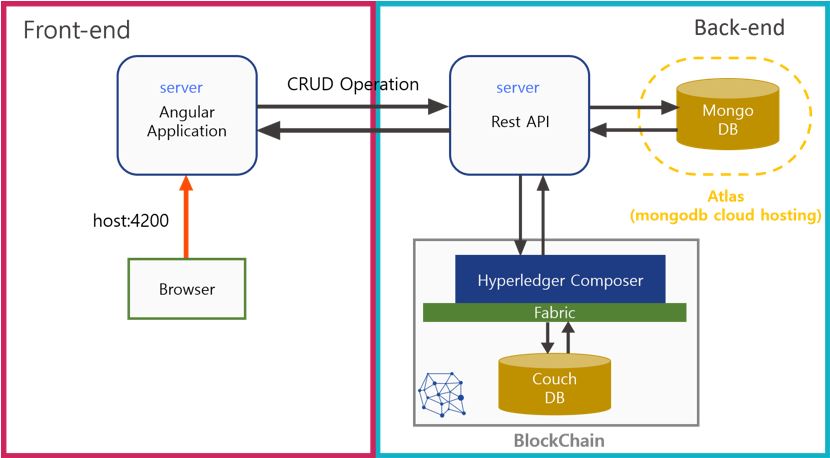 Front-end
Back-end
server
Angular
Application
CRUD Operation
server
Rest API
Mongo
DB
Atlas
(mongodb cloud hosting)
host:4200
Browser
Hyperledger Composer
Fabric
Couch
DB
BlockChain